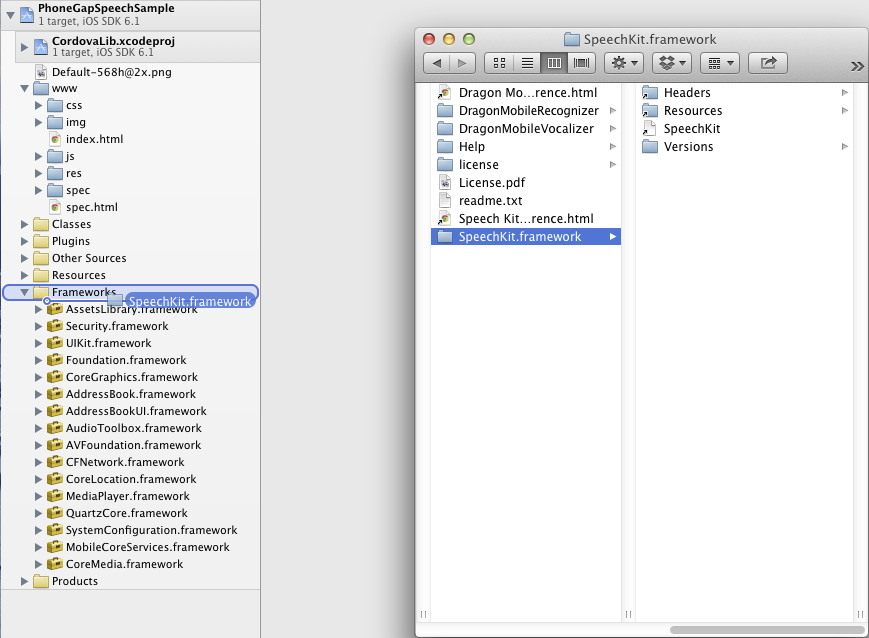 PhoneGapSpeechSample
1 target, iOS SDK 6.1
CordovaLib.xcodeproj
1 target, iOS SDK 6.1
Default-568h@2x.png
www
css
img
index.html
js
res
spec
spec.html
Classes
Plugins
Other Sources
Resources
Frameworks
SpeechKit.framework
AssetsLibrary.framework
Security.framework
UIKit.framework
Foundation.framework
CoreGraphics.framework
AddressBook.framework
AddressBookUI.framework
AudioToolbox.framework
AVFoundation.framework
CFNetwork.framework
CoreLocation.framework
MediaPlayer.framework
QuartzCore.framework
SystemConfiguration.framework
MobileCoreServices.framework
CoreMedia.framework
Products
SpeechKit.framework
Dragon Mo...rence.html
DragonMobileRecognizer
DragonMobileVocalizer
Help
license
License.pdf
readme.txt
Speech Kit...rence.html
SpeechKit.framework
Headers
Resources
SpeechKit
Versions